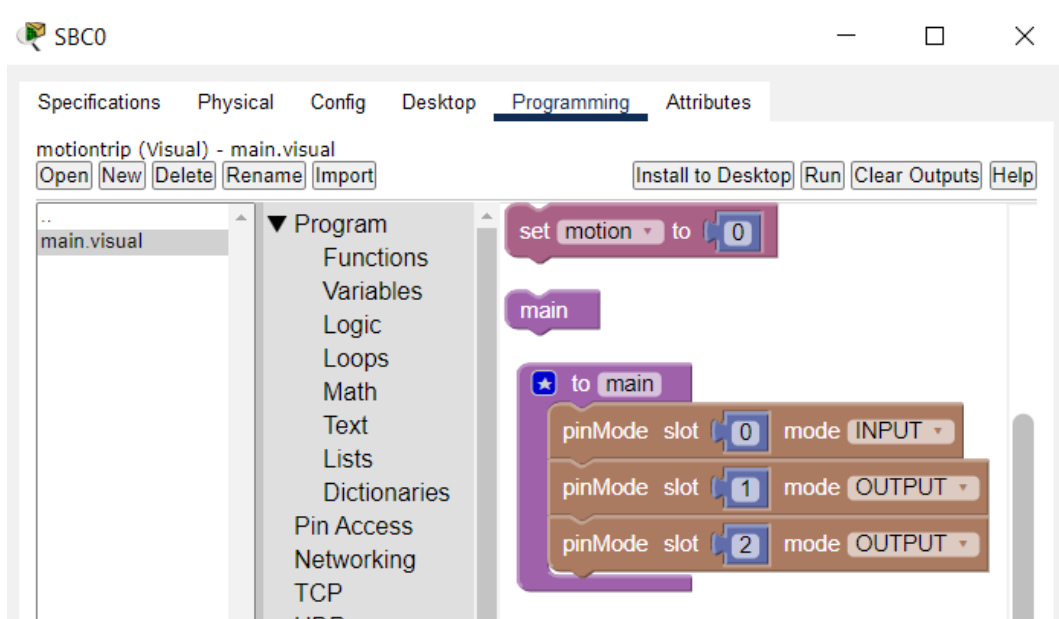 SBC0
Specifications Physical Config Desktop Programming Attributes
motiontrip (Visual) - main.visual
Open New Delete Rename Import Install to Desktop Run Clear Outputs Help
..
main.visual
Program
Functions
Variables
Logic
Loops
Math
Text
Lists
Dictionaries
Pin Access
Networking
TCP
set motion to 0
main
to main
pinMode slot 0 mode INPUT
pinMode slot 1 mode OUTPUT
pinMode slot 2 mode OUTPUT